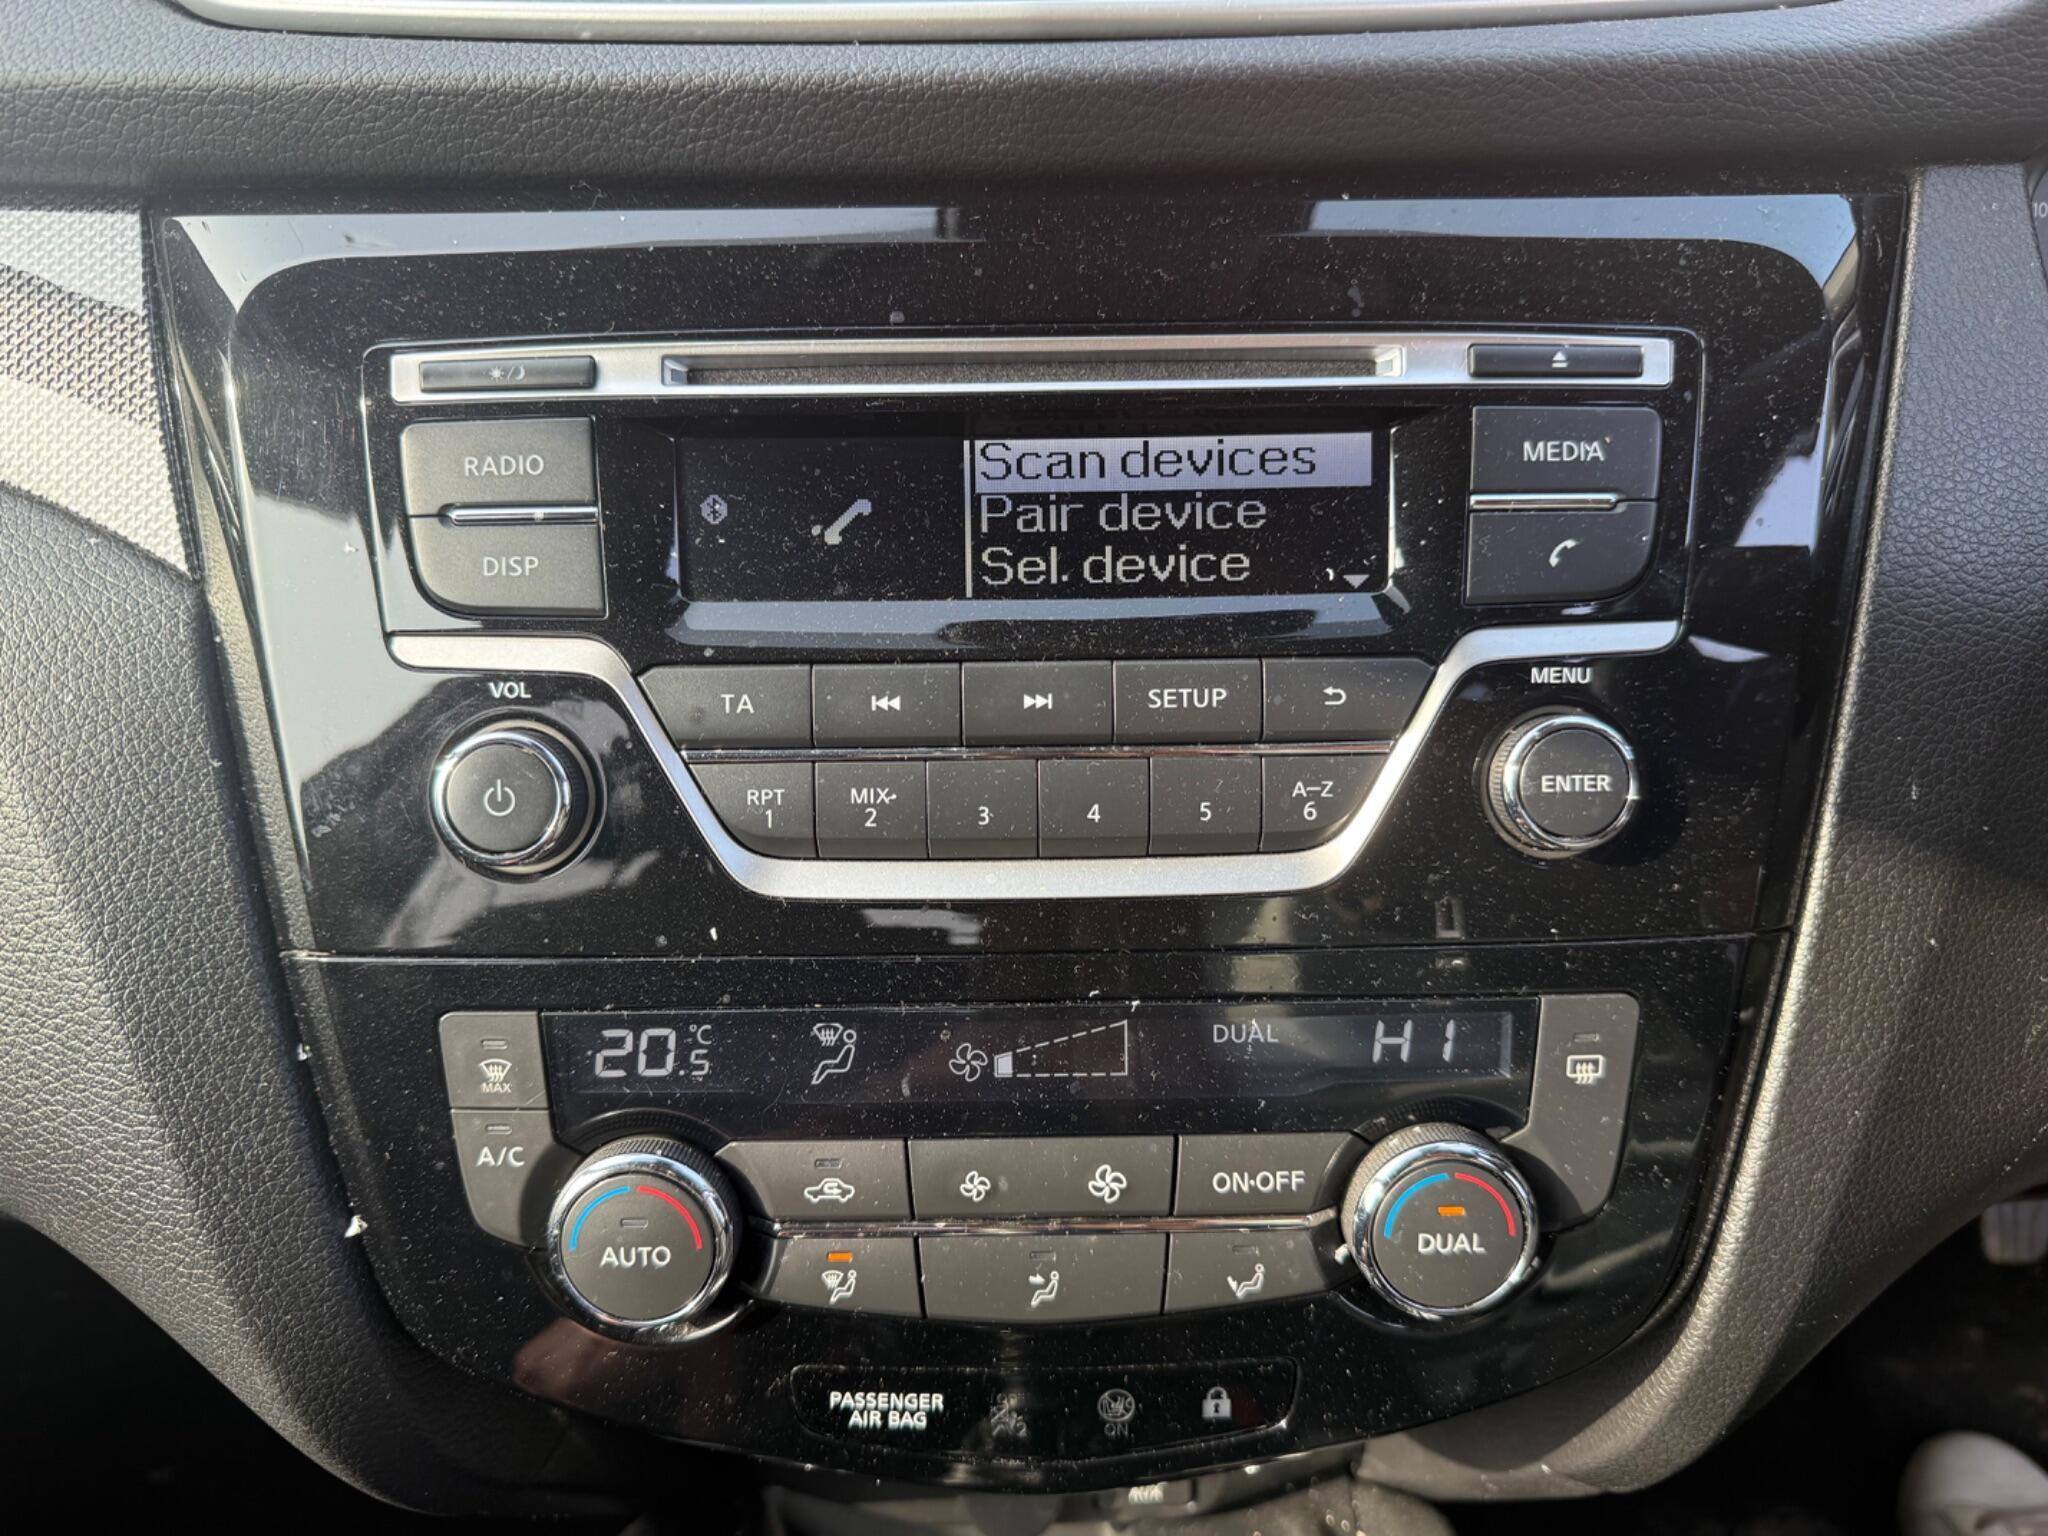 10
Scan devices
Pair device
Sel. device
RADIO
DISP
MEDIA
VOL
TA
SETUP
MENU
RPT
1
MIX
2
3
4
5
A–Z
6
ENTER
20.5 °C
DUAL
HI
MAX
A/C
AUTO
ON·OFF
DUAL
PASSENGER
AIR BAG
ON